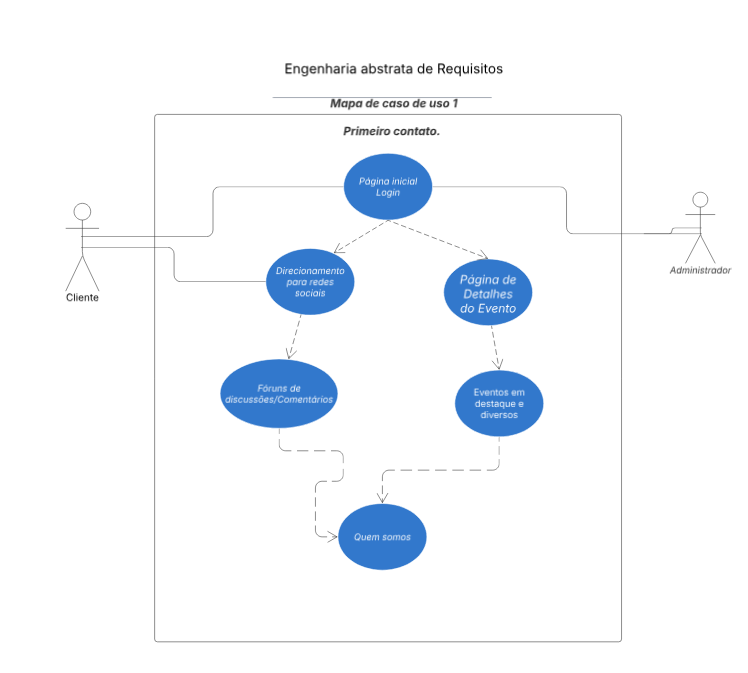 Engenharia abstrata de Requisitos
Mapa de caso de uso 1
Primeiro contato.
Página inicial
Login
Direcionamento
para redes
sociais
Página de
Detalhes
do Evento
Cliente
Administrador
Fóruns de
discussões/Comentários
Eventos em
destaque e
diversos
Quem somos